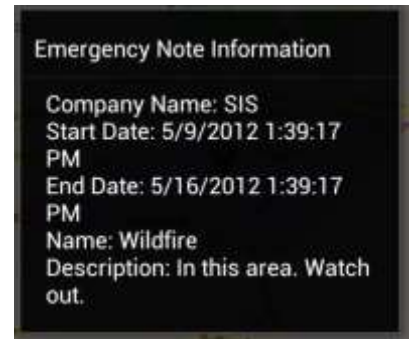 Emergency Note Information
Company Name: SIS
Start Date: 5/9/2012 1:39:17
PM
End Date: 5/16/2012 1:39:17
PM
Name: Wildfire
Description: In this area. Watch
out.